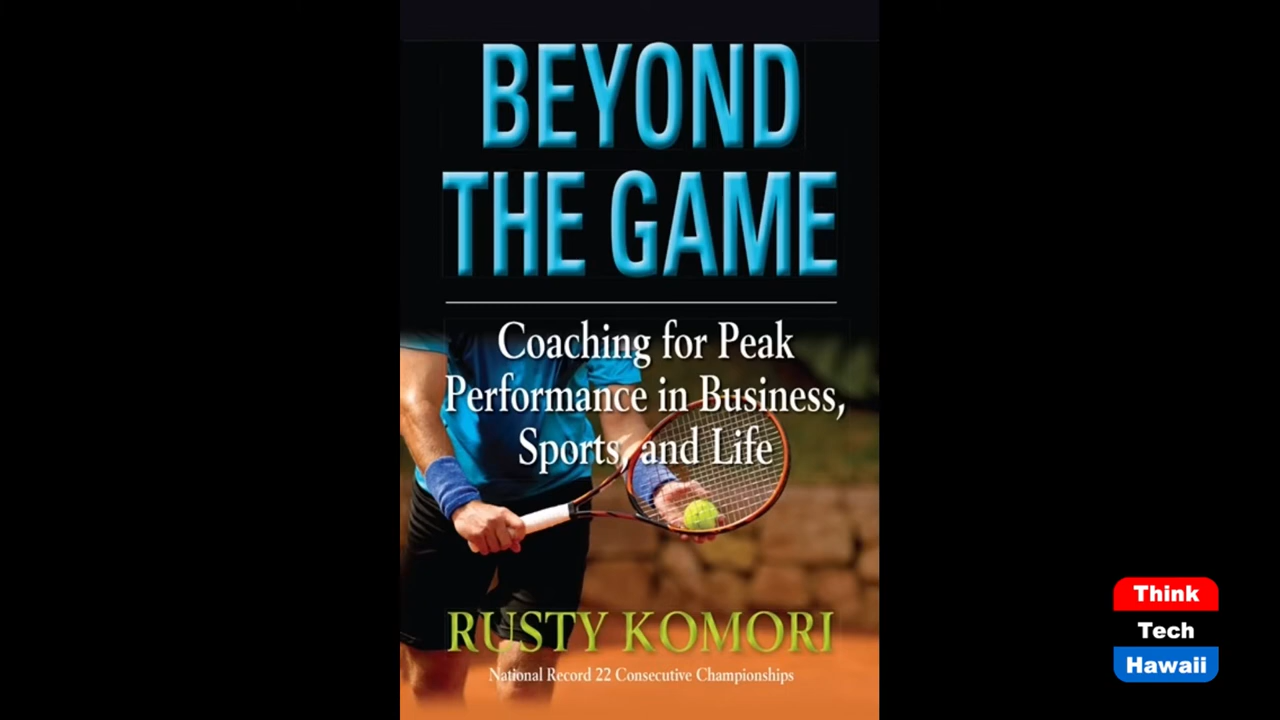 BEYOND
THE GAME
Coaching for Peak
Performance in Business,
Sports, and Life
RUSTY KOMORI
National Record 22 Consecutive Championships
Think
Tech
Hawaii